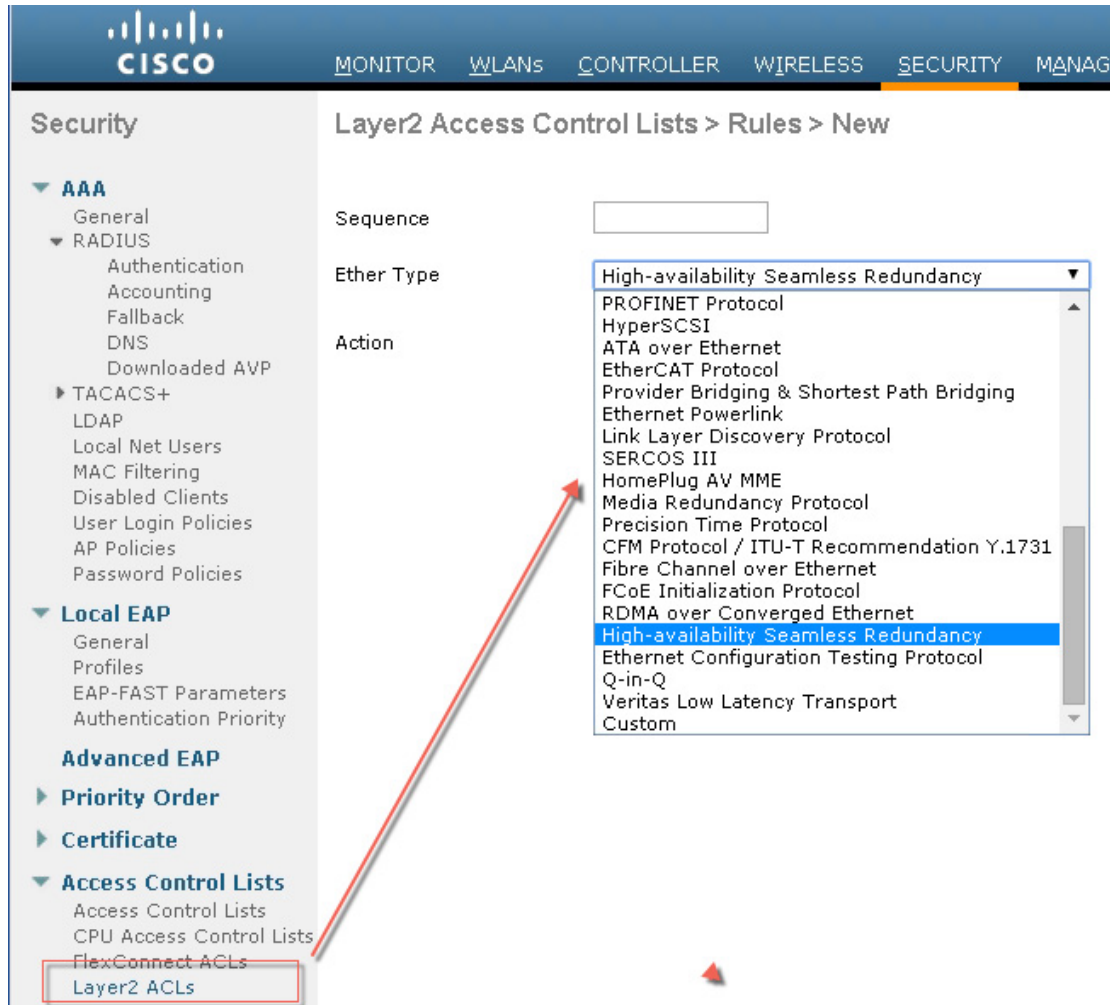 CISCO
MONITOR WLANs CONTROLLER WIRELESS SECURITY MANAG
Security
AAA
General
RADIUS
Authentication
Accounting
Fallback
DNS
Downloaded AVP
TACACS+
LDAP
Local Net Users
MAC Filtering
Disabled Clients
User Login Policies
AP Policies
Password Policies
Local EAP
General
Profiles
EAP-FAST Parameters
Authentication Priority
Advanced EAP
Priority Order
Certificate
Access Control Lists
Access Control Lists
CPU Access Control Lists
FlexConnect ACLs
Layer2 ACLs
Layer2 Access Control Lists > Rules > New
Sequence
Ether Type
High-availability Seamless Redundancy
Action
PROFINET Protocol
HyperSCSI
ATA over Ethernet
EtherCAT Protocol
Provider Bridging & Shortest Path Bridging
Ethernet Powerlink
Link Layer Discovery Protocol
SERCOS III
HomePlug AV MME
Media Redundancy Protocol
Precision Time Protocol
CFM Protocol / ITU-T Recommendation Y.1731
Fibre Channel over Ethernet
FCoE Initialization Protocol
RDMA over Converged Ethernet
High-availability Seamless Redundancy
Ethernet Configuration Testing Protocol
Q-in-Q
Veritas Low Latency Transport
Custom